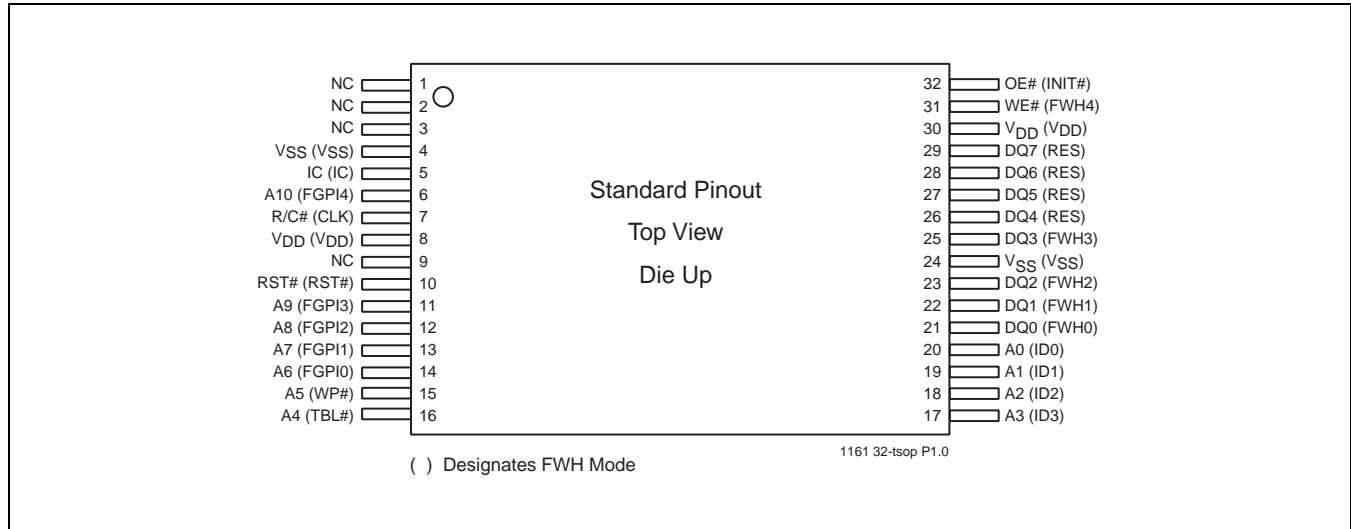 NC 1
NC 2
NC 3
VSS (VSS) 4
IC (IC) 5
A10 (FGPI4) 6
R/C# (CLK) 7
VDD (VDD) 8
NC 9
RST# (RST#) 10
A9 (FGPI3) 11
A8 (FGPI2) 12
A7 (FGPI1) 13
A6 (FGPI0) 14
A5 (WP#) 15
A4 (TBL#) 16
Standard Pinout
Top View
Die Up
32 OE# (INIT#)
31 WE# (FWH4)
30 VDD (VDD)
29 DQ7 (RES)
28 DQ6 (RES)
27 DQ5 (RES)
26 DQ4 (RES)
25 DQ3 (FWH3)
24 VSS (VSS)
23 DQ2 (FWH2)
22 DQ1 (FWH1)
21 DQ0 (FWH0)
20 A0 (ID0)
19 A1 (ID1)
18 A2 (ID2)
17 A3 (ID3)
1161 32-tsop P1.0
( ) Designates FWH Mode